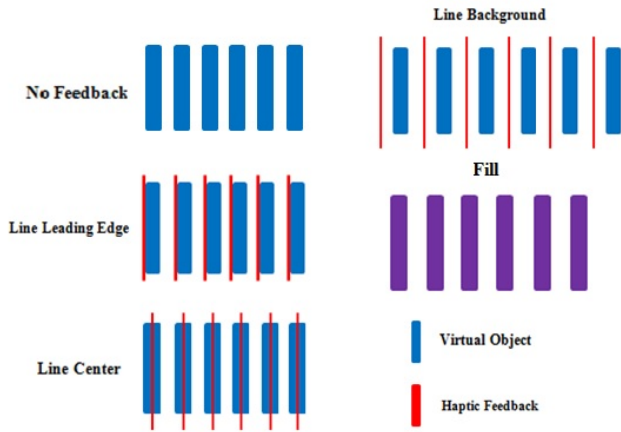 Line Background
No Feedback
Fill
Line Leading Edge
Virtual Object
Line Center
Haptic Feedback